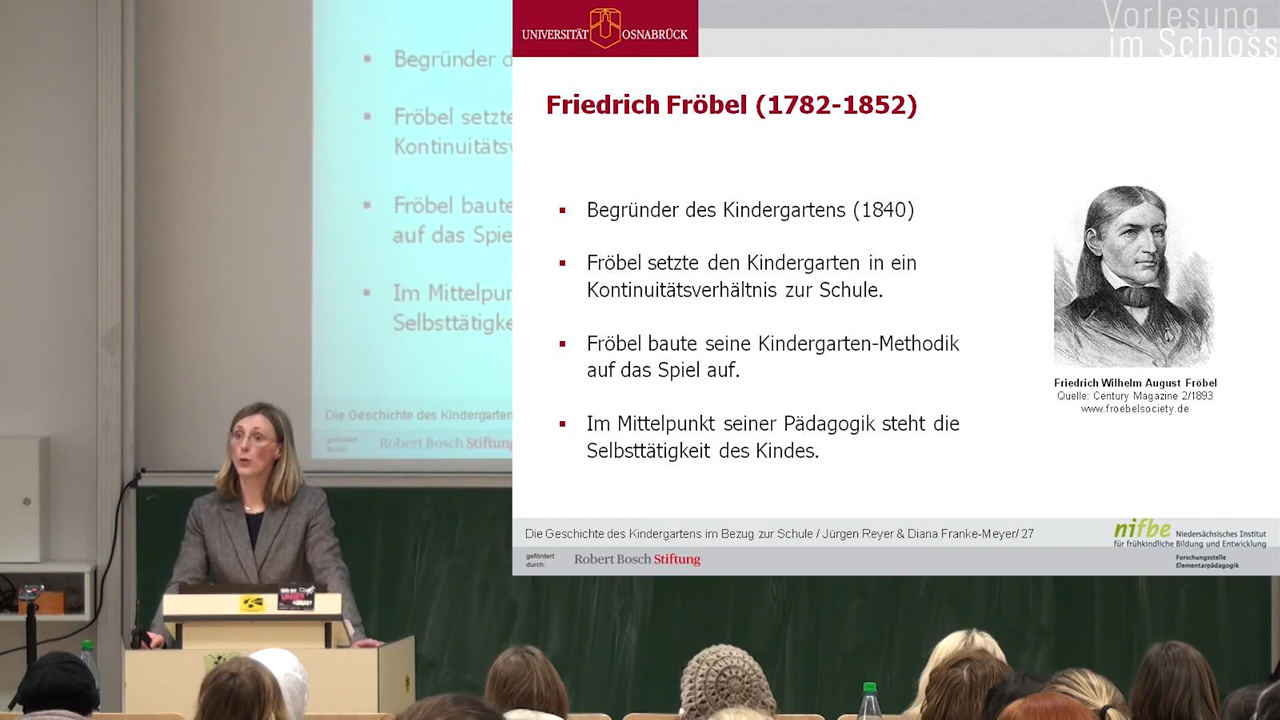 Vorlesung
im Schloss
UNIVERSITÄT OSNABRÜCK
Friedrich Fröbel (1782-1852)
▪ Begründer des Kindergartens (1840)
▪ Fröbel setzte den Kindergarten in ein
Kontinuitätsverhältnis zur Schule.
▪ Fröbel baute seine Kindergarten-Methodik
auf das Spiel auf.
▪ Im Mittelpunkt seiner Pädagogik steht die
Selbsttätigkeit des Kindes.
Friedrich Wilhelm August Fröbel
Quelle: Century Magazine 2/1893
www.froebelsociety.de
Die Geschichte des Kindergartens im Bezug zur Schule / Jürgen Reyer & Diana Franke-Meyer/ 27
gefördert
durch:
Robert Bosch Stiftung
nifbe Niedersächsisches Institut
für frühkindliche Bildung und Entwicklung
Forschungsstelle
Elementarpädagogik
▪ Begründer d
▪ Fröbel setzte
Kontinuitätsv
▪ Fröbel baute
auf das Spie
▪ Im Mittelpun
Selbsttätigke
Die Geschichte des Kindergarten
gefördert
durch:
Robert Bosch Stiftung